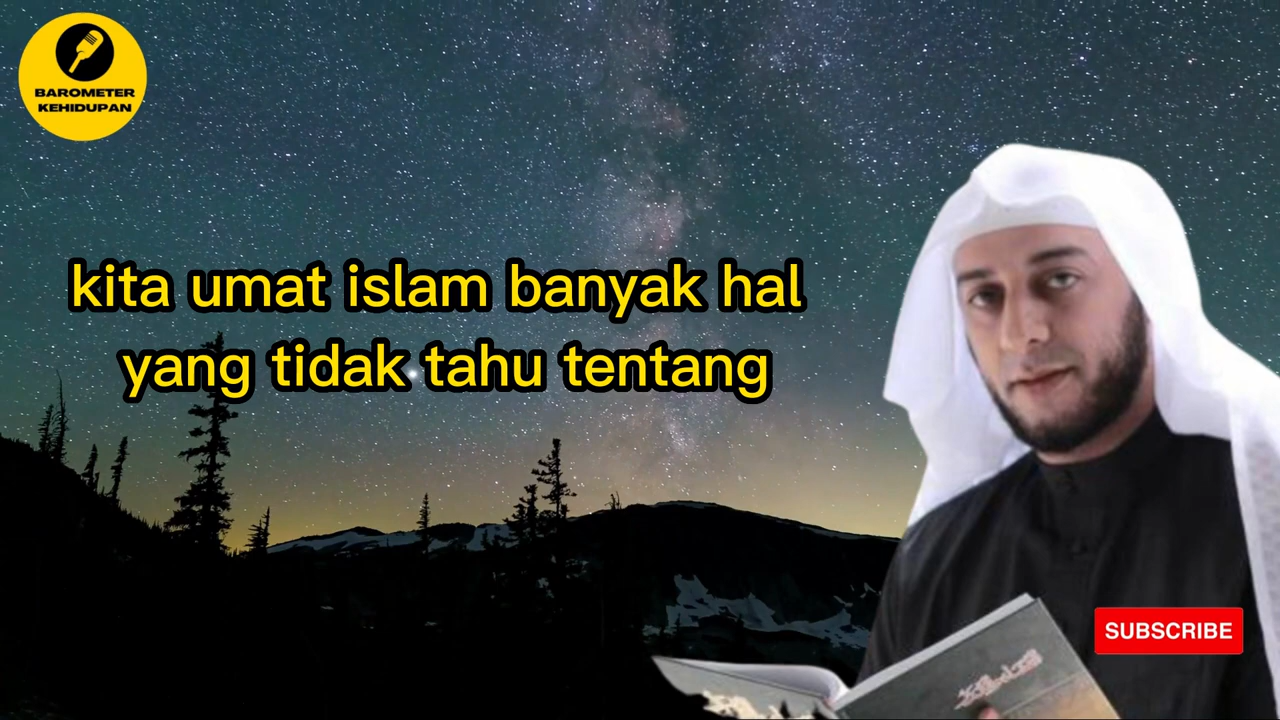 BAROMETER
KEHIDUPAN
kita umat islam banyak hal
yang tidak tahu tentang
SUBSCRIBE